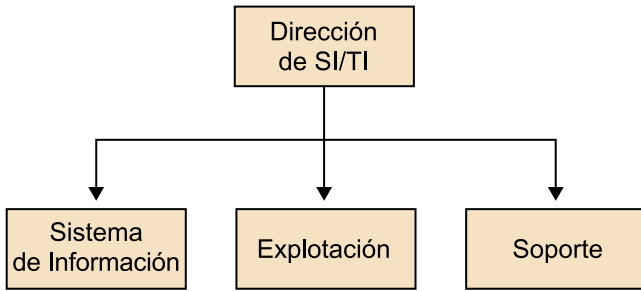 Dirección
de SI/TI
Sistema
de Información
Explotación
Soporte